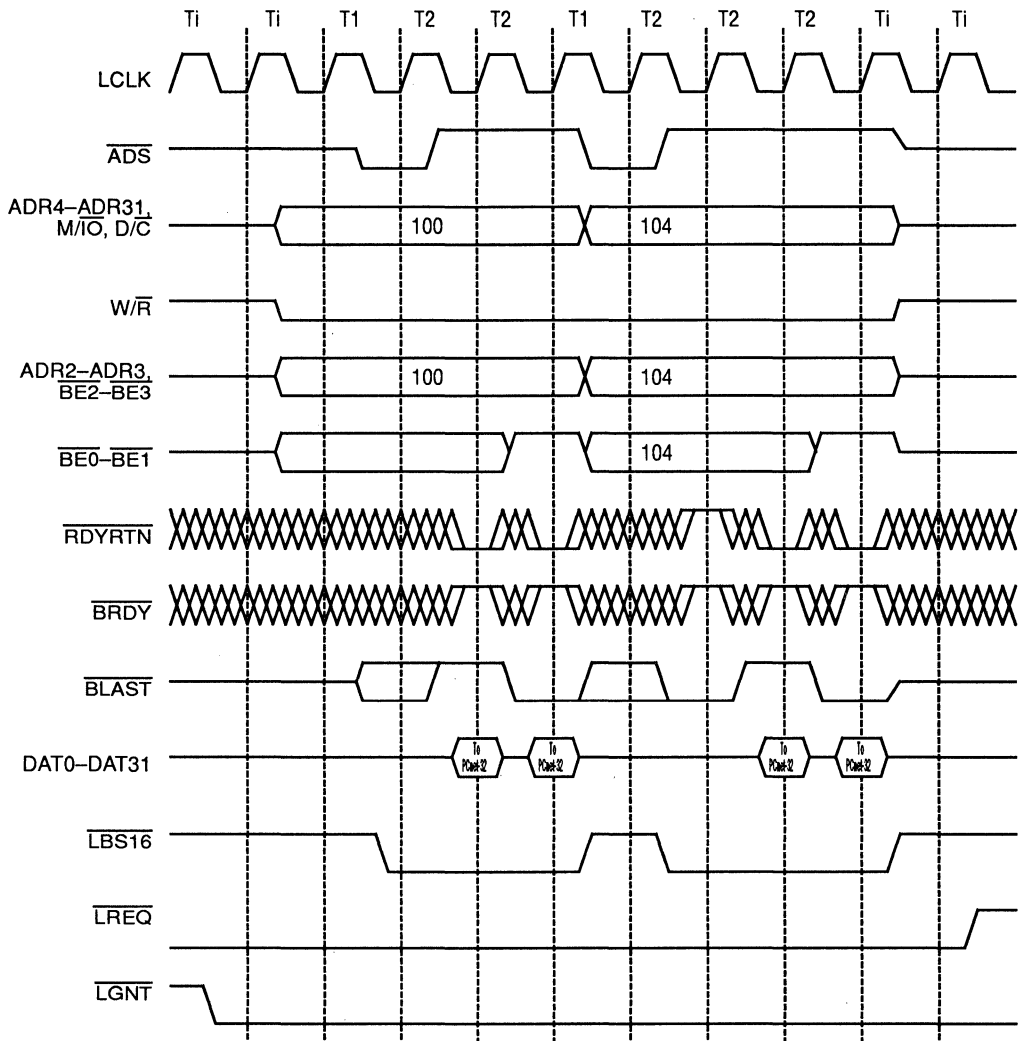 Ti Ti T1 T2 T2 T1 T2 T2 T2 Ti Ti
LCLK
ADS
ADR4–ADR31,
M/IO, D/C
100 104
W/R
ADR2–ADR3,
BE2–BE3
100 104
BE0–BE1
104
RDYRTN
BRDY
BLAST
DAT0–DAT31
To To To To
PCnet-32 PCnet-32 PCnet-32 PCnet-32
LBS16
LREQ
LGNT